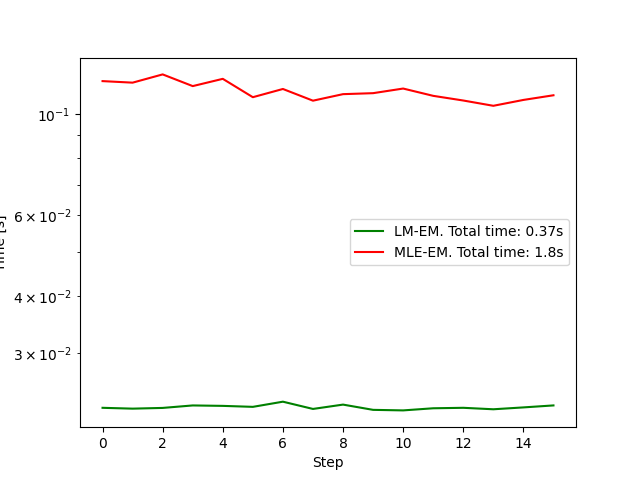 10⁻¹
6 × 10⁻²
4 × 10⁻²
3 × 10⁻²
Time [s]
LM-EM. Total time: 0.37s
MLE-EM. Total time: 1.8s
0 2 4 6 8 10 12 14
Step